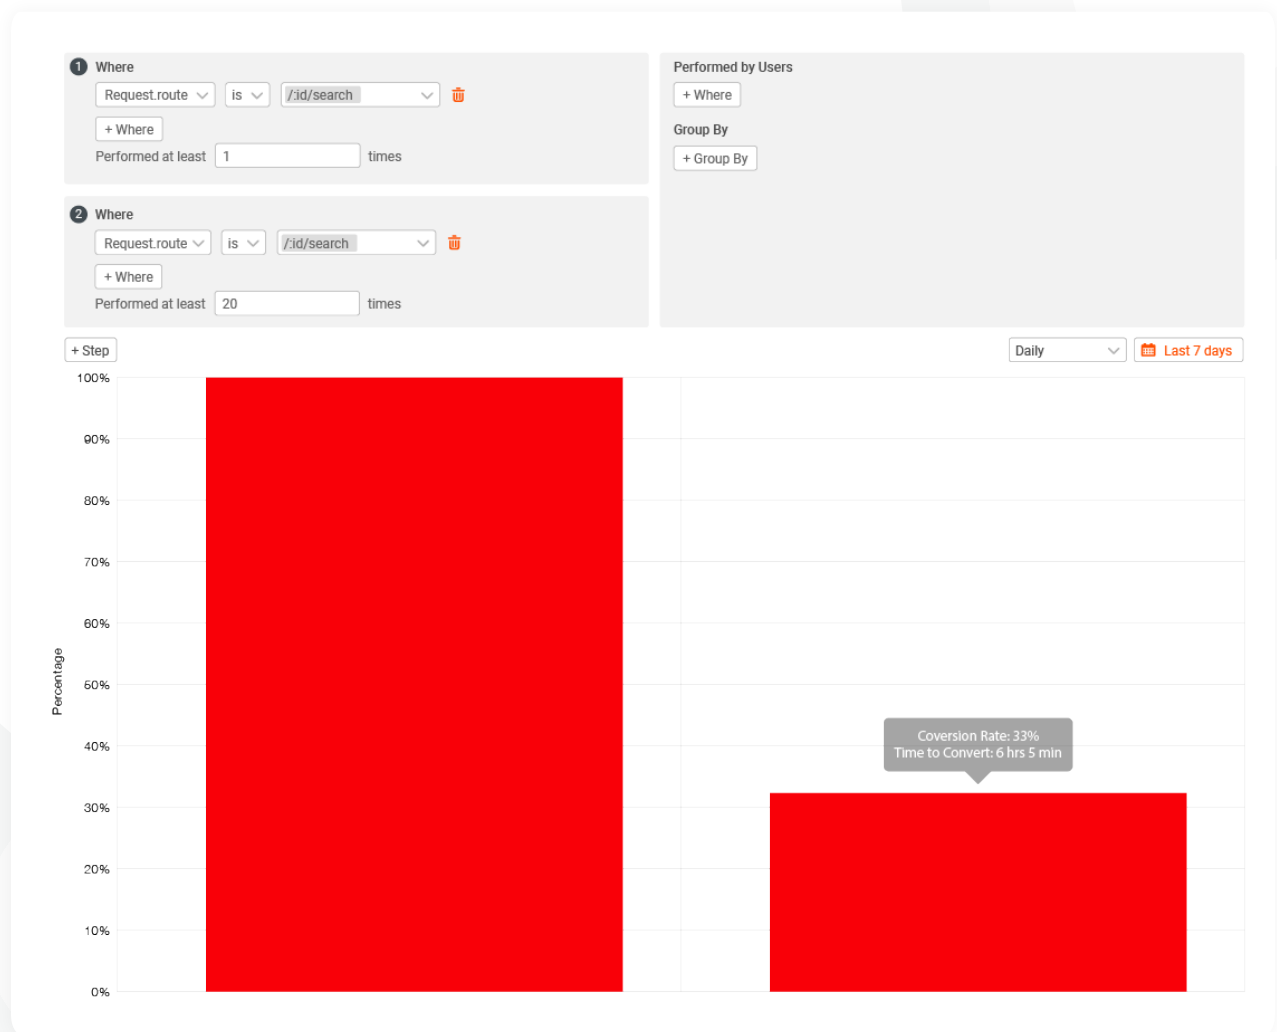 1 Where
Request.route is /:id/search
+ Where
Performed at least 1 times
2 Where
Request.route is /:id/search
+ Where
Performed at least 20 times
Performed by Users
+ Where
Group By
+ Group By
+ Step
Daily Last 7 days
100%
90%
80%
70%
60%
60%
40%
30%
20%
10%
0%
Percentage
Coversion Rate: 33%
Time to Convert: 6 hrs 5 min